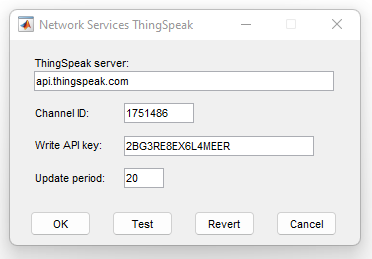 Network Services ThingSpeak
ThingSpeak server:
api.thingspeak.com
Channel ID: 1751486
Write API key: 2BG3RE8EX6L4MEER
Update period: 20
OK Test Revert Cancel